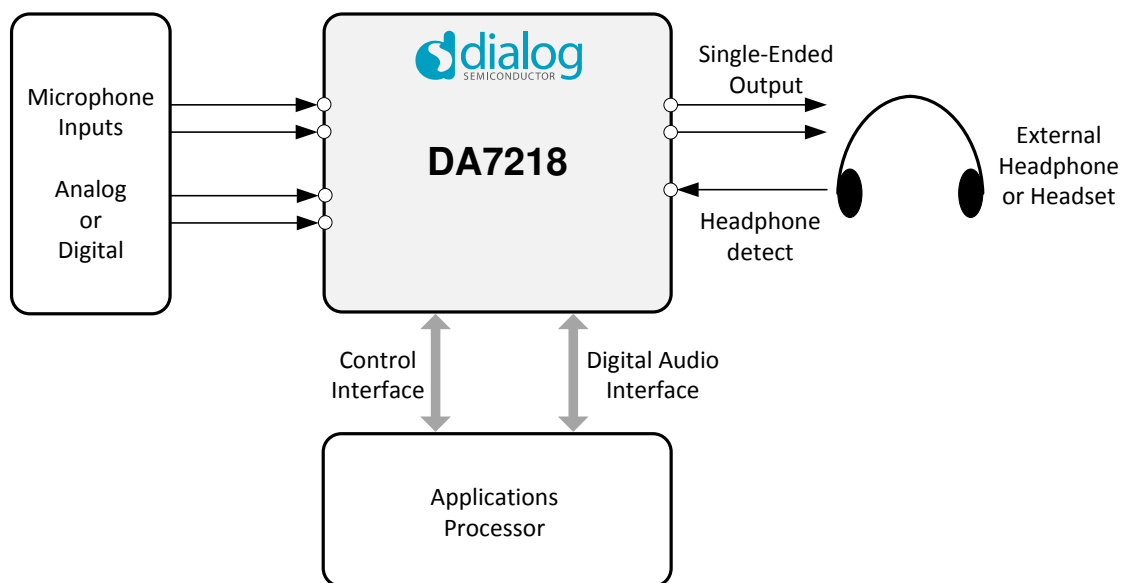 Microphone
Inputs
Analog
or
Digital
dialog
SEMICONDUCTOR
DA7218
Single-Ended
Output
Headphone
detect
External
Headphone
or Headset
Control
Interface
Digital Audio
Interface
Applications
Processor